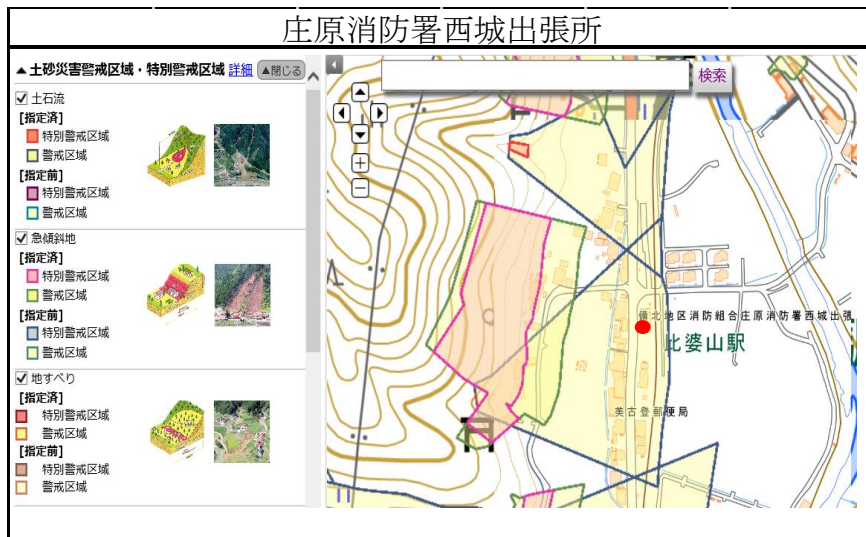 庄原消防署西城出張所
▲土砂災害警戒区域・特別警戒区域 詳細 ▲閉じる
土石流
[指定済]
特別警戒区域
警戒区域
[指定前]
特別警戒区域
警戒区域
急傾斜地
[指定済]
特別警戒区域
警戒区域
[指定前]
特別警戒区域
警戒区域
地すべり
[指定済]
特別警戒区域
警戒区域
[指定前]
特別警戒区域
警戒区域
検索
備北地区消防組合庄原消防署西城出張
比婆山駅
美古登郵便局